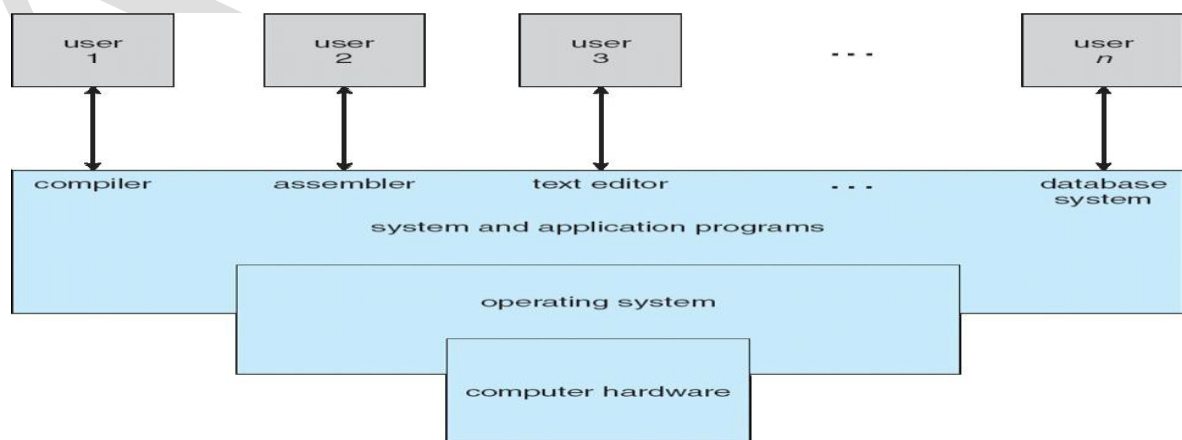 user
1
user
2
user
3
...
user
n
compiler
assembler
text editor
...
database
system
system and application programs
operating system
computer hardware